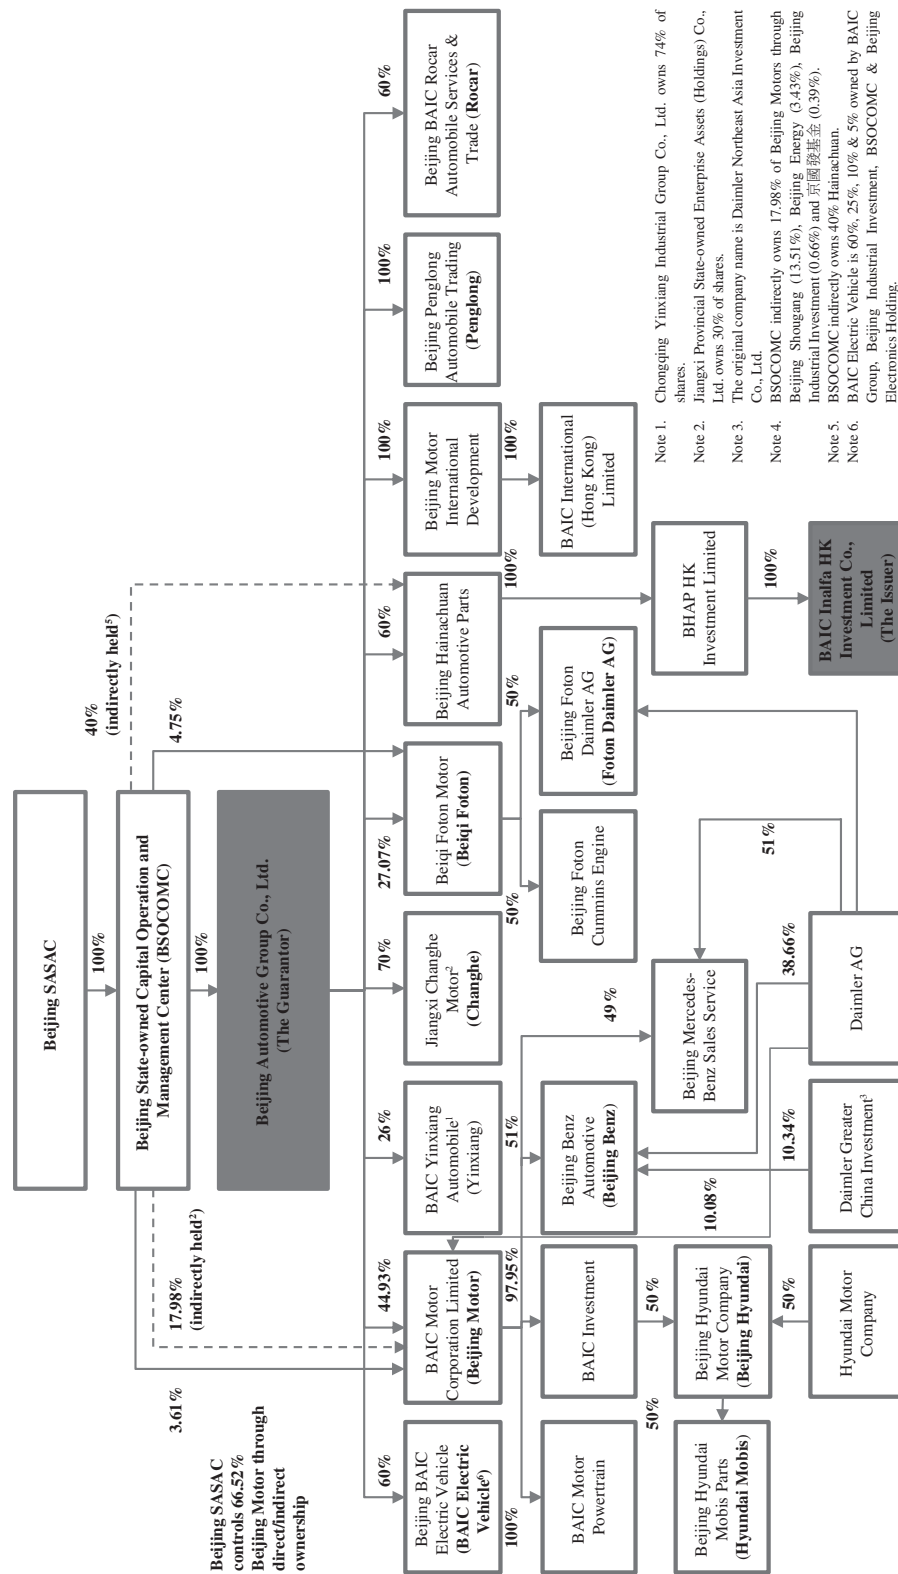 Beijing SASAC
100%
Beijing State-owned Capital Operation and
Management Center (BSOCOMC)
100%
Beijing Automotive Group Co., Ltd.
(The Guarantor)
Beijing SASAC
controls 66.52%
Beijing Motor through
direct/indirect
ownership
3.61%
17.98%
(indirectly held²)
4.75%
40%
(indirectly held⁵)
60%
44.93%
26%
70%
27.07%
60%
100%
100%
60%
Beijing BAIC
Electric Vehicle
(BAIC Electric
Vehicle⁶)
BAIC Motor
Corporation Limited
(Beijing Motor)
BAIC Yinxiang
Automobile¹
(Yinxiang)
Jiangxi Changhe
Motor²
(Changhe)
Beiqi Foton Motor
(Beiqi Foton)
Beijing Hainachuan
Automotive Parts
Beijing Motor
International
Development
Beijing Penglong
Automobile Trading
(Penglong)
Beijing BAIC Rocar
Automobile Services &
Trade (Rocar)
100%
97.95%
51%
49%
50%
50%
100%
100%
BAIC Motor
Powertrain
BAIC Investment
Beijing Benz
Automotive
(Beijing Benz)
Beijing Foton
Cummins Engine
Beijing Foton
Daimler AG
(Foton Daimler AG)
BAIC International
(Hong Kong)
Limited
50%
50%
10.08%
Beijing Hyundai
Mobis Parts
(Hyundai Mobis)
Beijing Hyundai
Motor Company
(Beijing Hyundai)
Beijing Mercedes-
Benz Sales Service
BHAP HK
Investment Limited
50%
10.34%
38.66%
51%
100%
Hyundai Motor
Company
Daimler Greater
China Investment³
Daimler AG
BAIC Inalfa HK
Investment Co.,
Limited
(The Issuer)
Note 1. Chongqing Yinxiang Industrial Group Co., Ltd. owns 74% of
shares.
Note 2. Jiangxi Provincial State-owned Enterprise Assets (Holdings) Co.,
Ltd. owns 30% of shares.
Note 3. The original company name is Daimler Northeast Asia Investment
Co., Ltd.
Note 4. BSOCOMC indirectly owns 17.98% of Beijing Motors through
Beijing Shougang (13.51%), Beijing Energy (3.43%), Beijing
Industrial Investment (0.66%) and 京國發基金 (0.39%).
Note 5. BSOCOMC indirectly owns 40% Hainachuan.
Note 6. BAIC Electric Vehicle is 60%, 25%, 10% & 5% owned by BAIC
Group, Beijing Industrial Investment, BSOCOMC & Beijing
Electronics Holding.